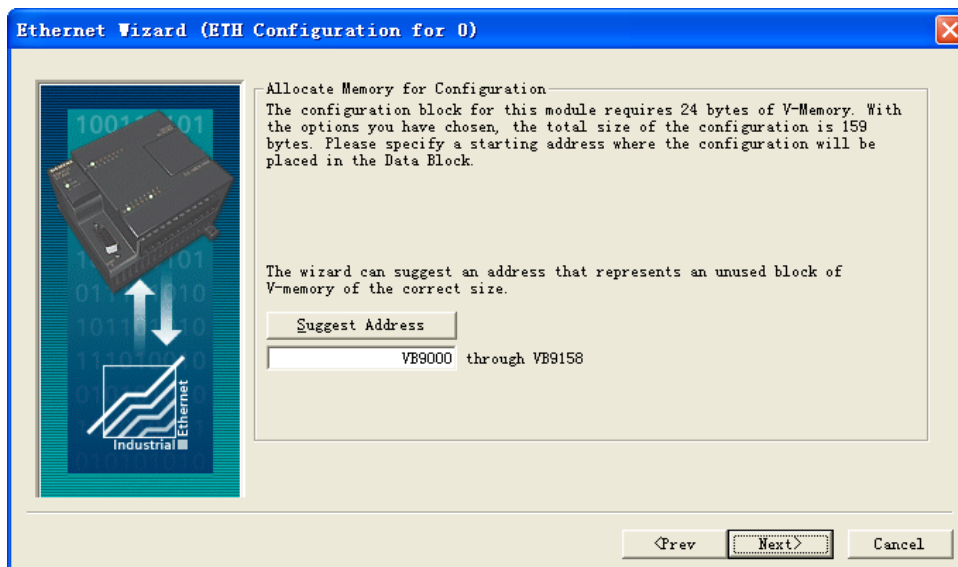 Ethernet Wizard (ETH Configuration for 0)
Allocate Memory for Configuration
The configuration block for this module requires 24 bytes of V-Memory. With
the options you have chosen, the total size of the configuration is 159
bytes. Please specify a starting address where the configuration will be
placed in the Data Block.
The wizard can suggest an address that represents an unused block of
V-memory of the correct size.
Suggest Address
VB9000 through VB9158
Industrial
Ethernet
<Prev
Next>
Cancel